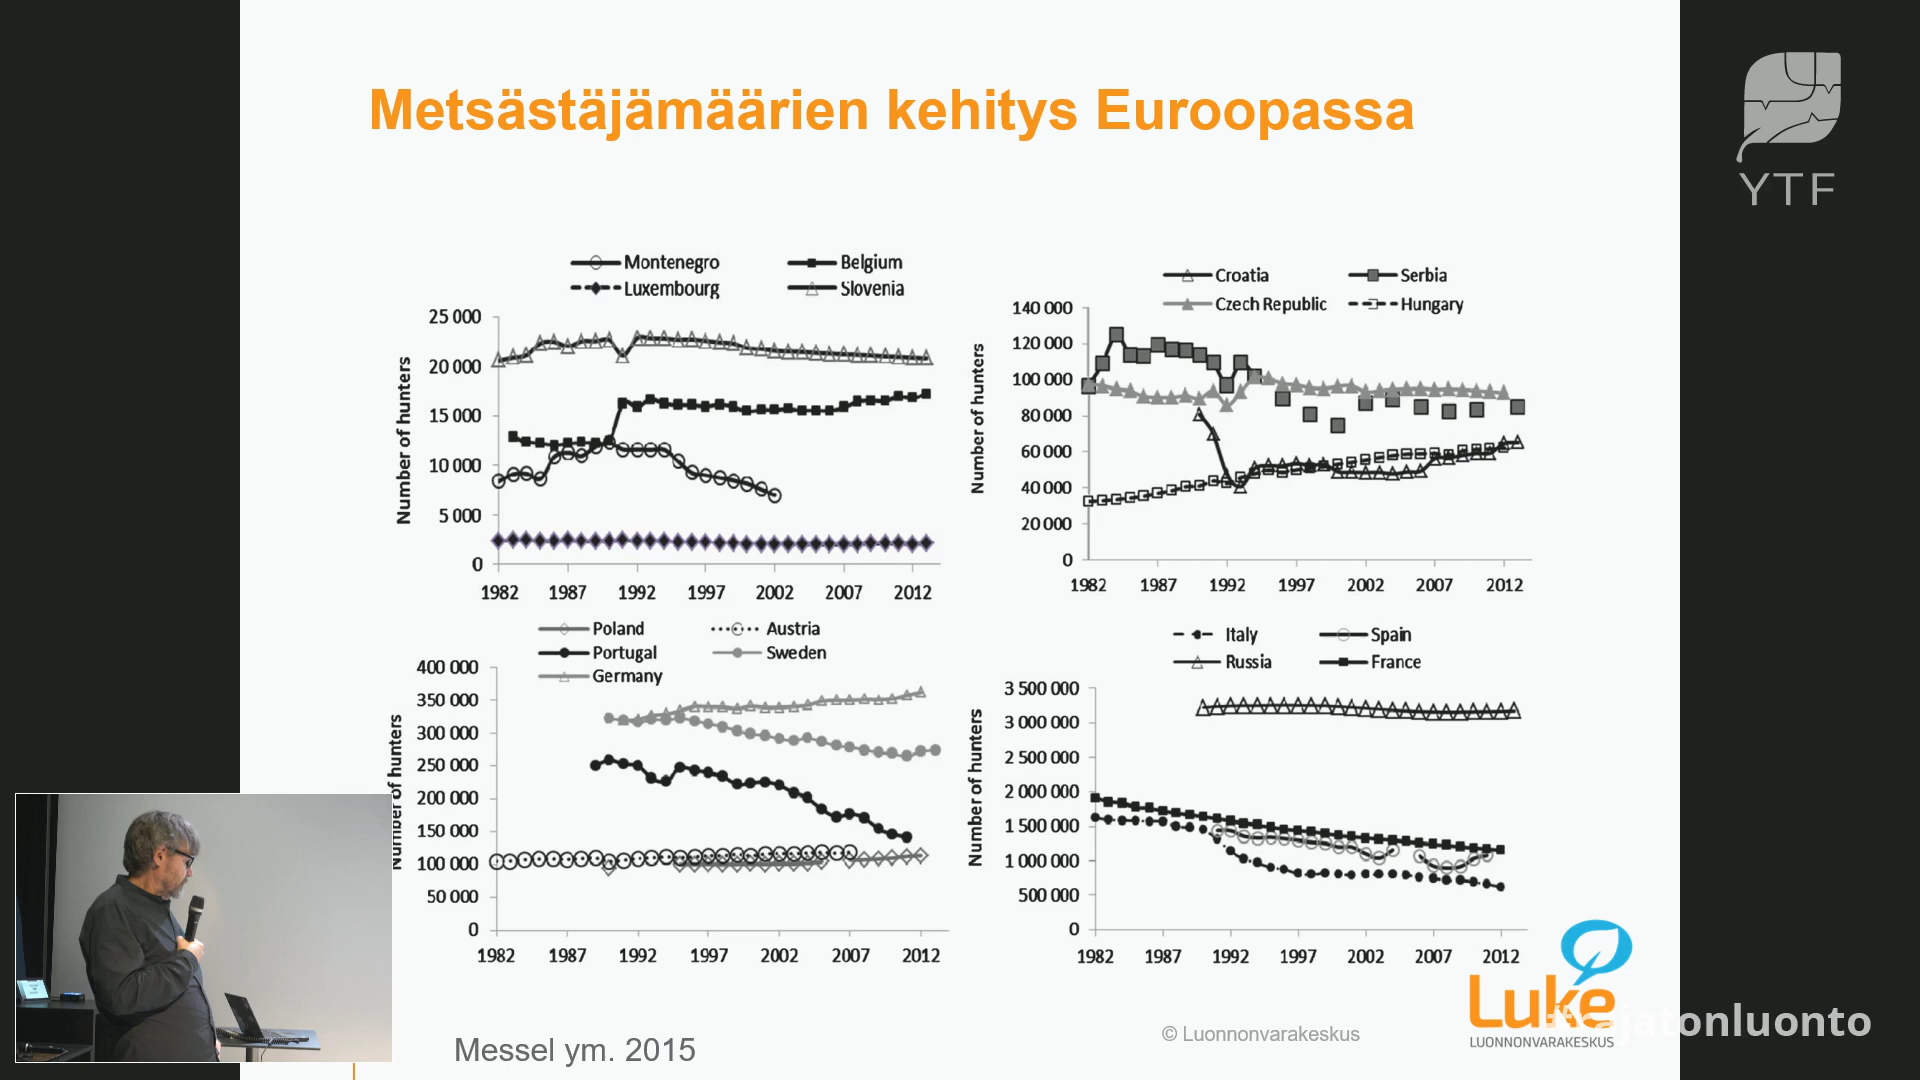 Metsästäjämäärien kehitys Euroopassa
YTF
Montenegro
Belgium
Luxembourg
Slovenia
Number of hunters
25 000
20 000
15 000
10 000
5 000
0
1982 1987 1992 1997 2002 2007 2012
Croatia
Serbia
Czech Republic
Hungary
Number of hunters
140 000
120 000
100 000
80 000
60 000
40 000
20 000
0
1982 1987 1992 1997 2002 2007 2012
Poland
Austria
Portugal
Sweden
Germany
Number of hunters
400 000
350 000
300 000
250 000
200 000
150 000
100 000
50 000
0
1982 1987 1992 1997 2002 2007 2012
Italy
Spain
Russia
France
Number of hunters
3 500 000
3 000 000
2 500 000
2 000 000
1 500 000
1 000 000
500 000
0
1982 1987 1992 1997 2002 2007 2012
Messel ym. 2015
© Luonnonvarakeskus
Luke
LUONNONVARAKESKUS
#rajatonluonto